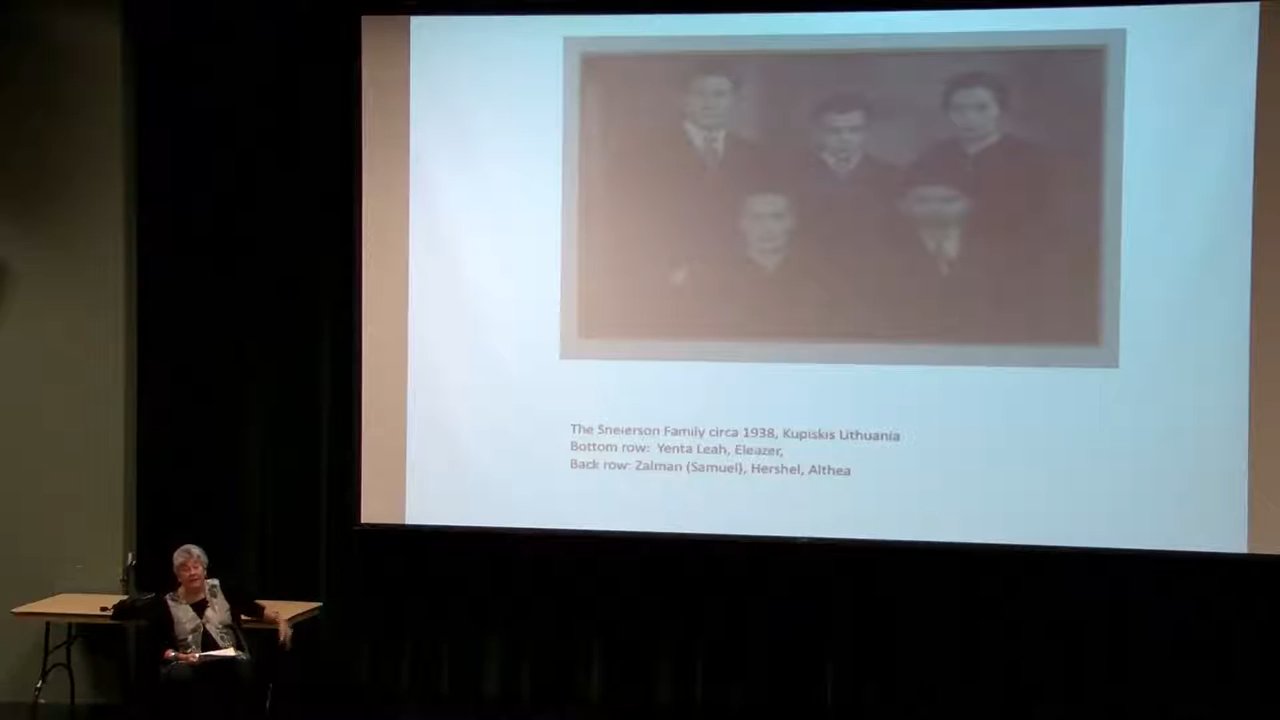 The Sneierson Family circa 1938, Kupiskis Lithuania
Bottom row:  Yenta Leah, Eleazer,
Back row: Zalman (Samuel), Hershel, Althea